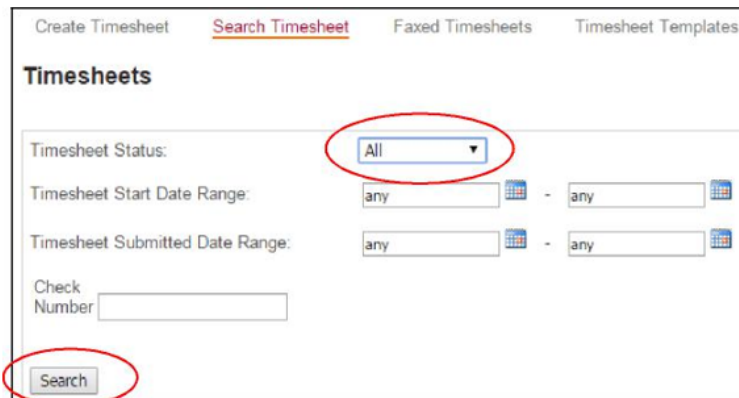 Create Timesheet Search Timesheet Faxed Timesheets Timesheet Templates
Timesheets
Timesheet Status: All
Timesheet Start Date Range: any - any
Timesheet Submitted Date Range: any - any
Check
Number
Search